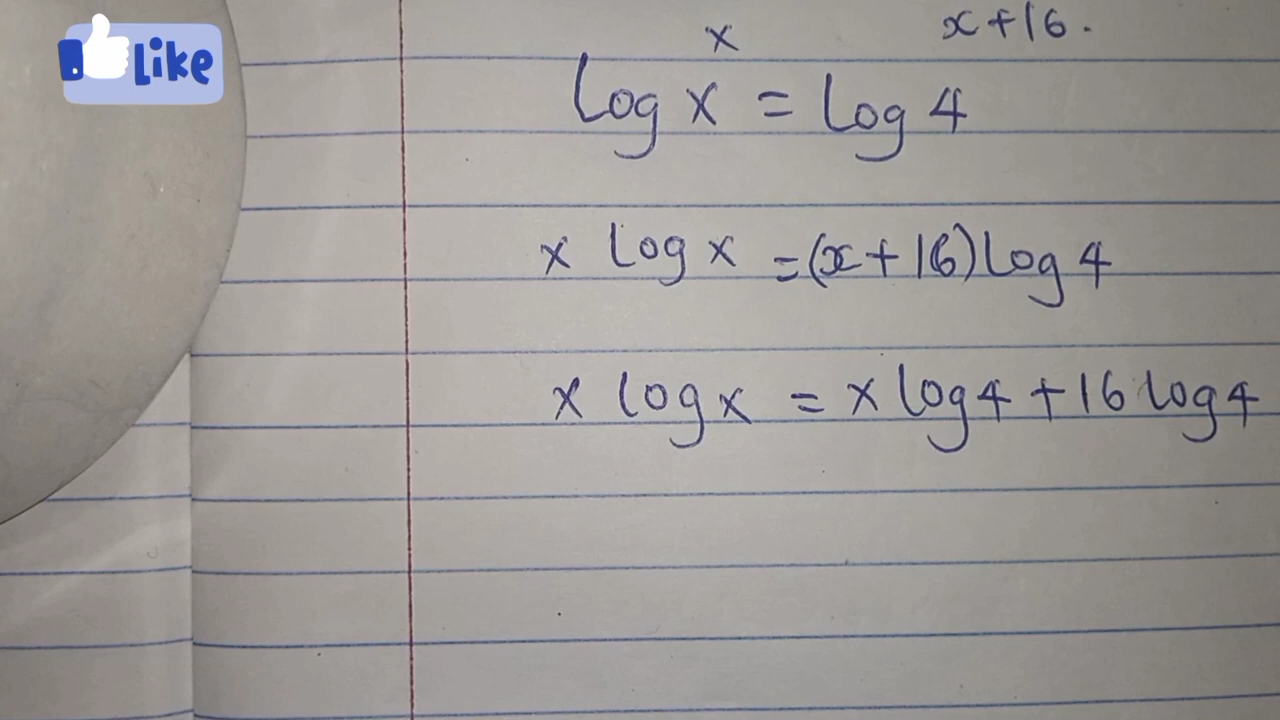 Like
x x+16.
log x = log 4
x log x = (x+16) log 4
x log x = x log 4 + 16 log 4